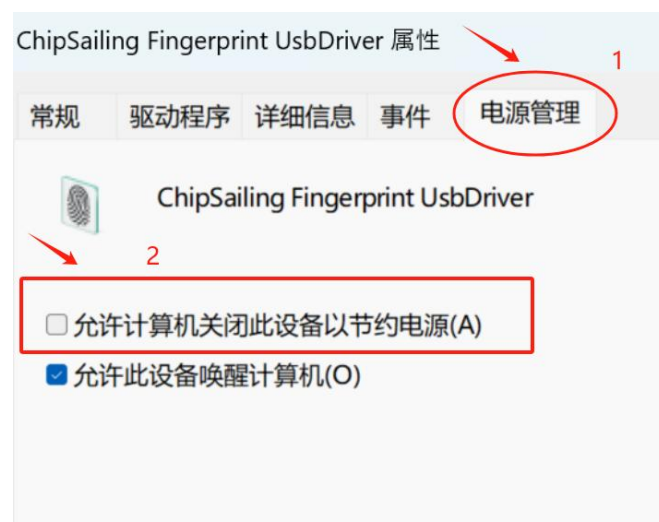 ChipSailing Fingerprint UsbDriver 属性
1
常规 驱动程序 详细信息 事件 电源管理
ChipSailing Fingerprint UsbDriver
2
允许计算机关闭此设备以节约电源(A)
允许此设备唤醒计算机(O)